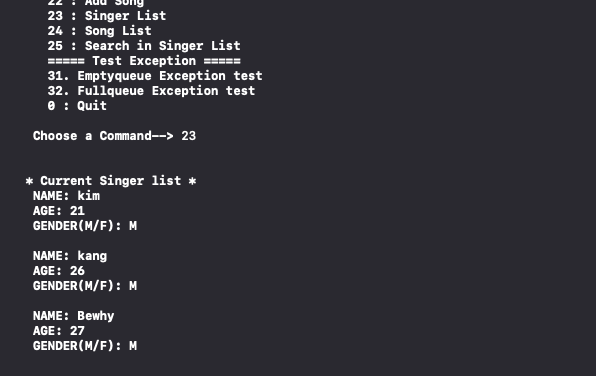 22 : Add Song
23 : Singer List
24 : Song List
25 : Search in Singer List
===== Test Exception =====
31. Emptyqueue Exception test
32. Fullqueue Exception test
0 : Quit
Choose a Command--> 23
* Current Singer list *
NAME: kim
AGE: 21
GENDER(M/F): M
NAME: kang
AGE: 26
GENDER(M/F): M
NAME: Bewhy
AGE: 27
GENDER(M/F): M